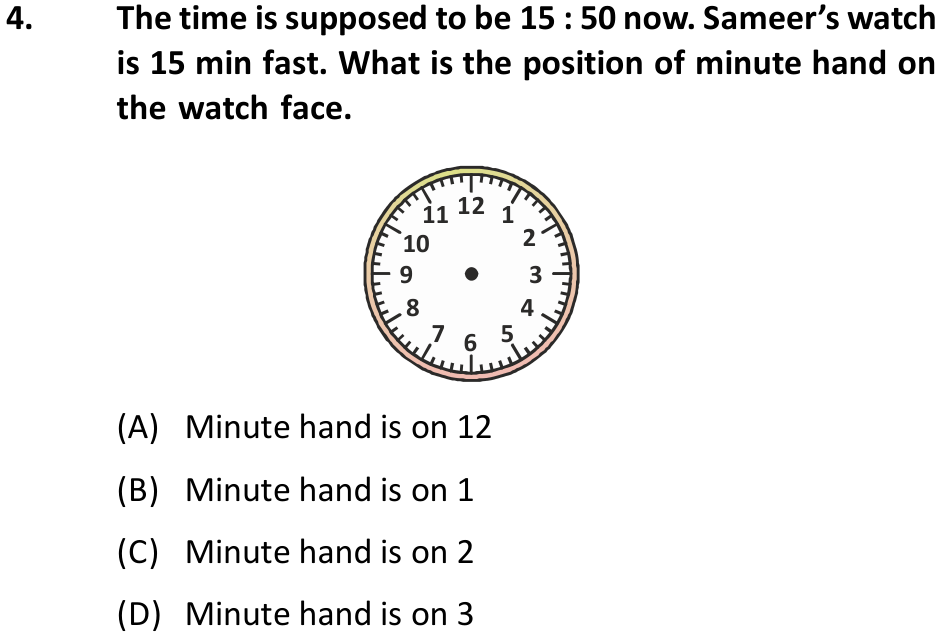 4. The time is supposed to be 15 : 50 now. Sameer’s watch
is 15 min fast. What is the position of minute hand on
the watch face.
12
11 1
10 2
9 3
8 4
7 5
6
(A) Minute hand is on 12
(B) Minute hand is on 1
(C) Minute hand is on 2
(D) Minute hand is on 3